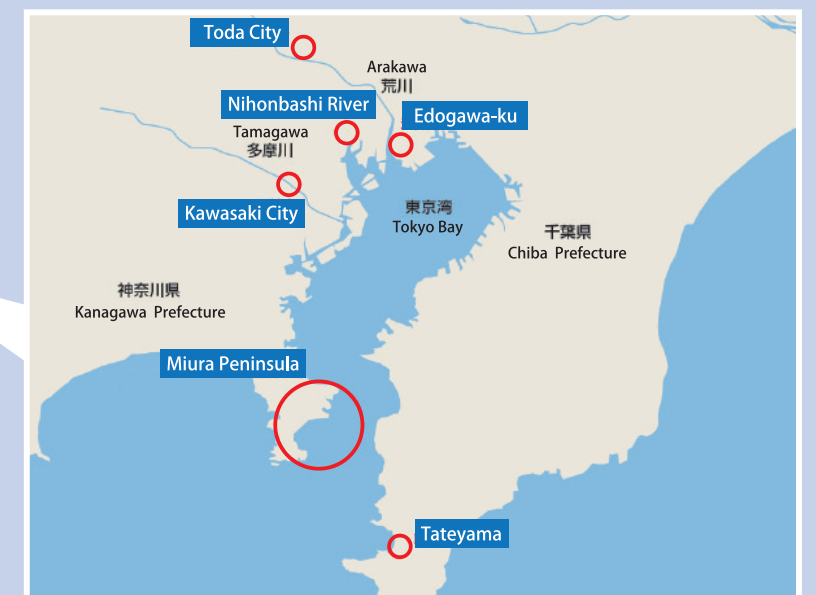 Toda City
Arakawa
荒川
Nihonbashi River
Edogawa-ku
Tamagawa
多摩川
Kawasaki City
東京湾
Tokyo Bay
千葉県
Chiba Prefecture
神奈川県
Kanagawa Prefecture
Miura Peninsula
Tateyama